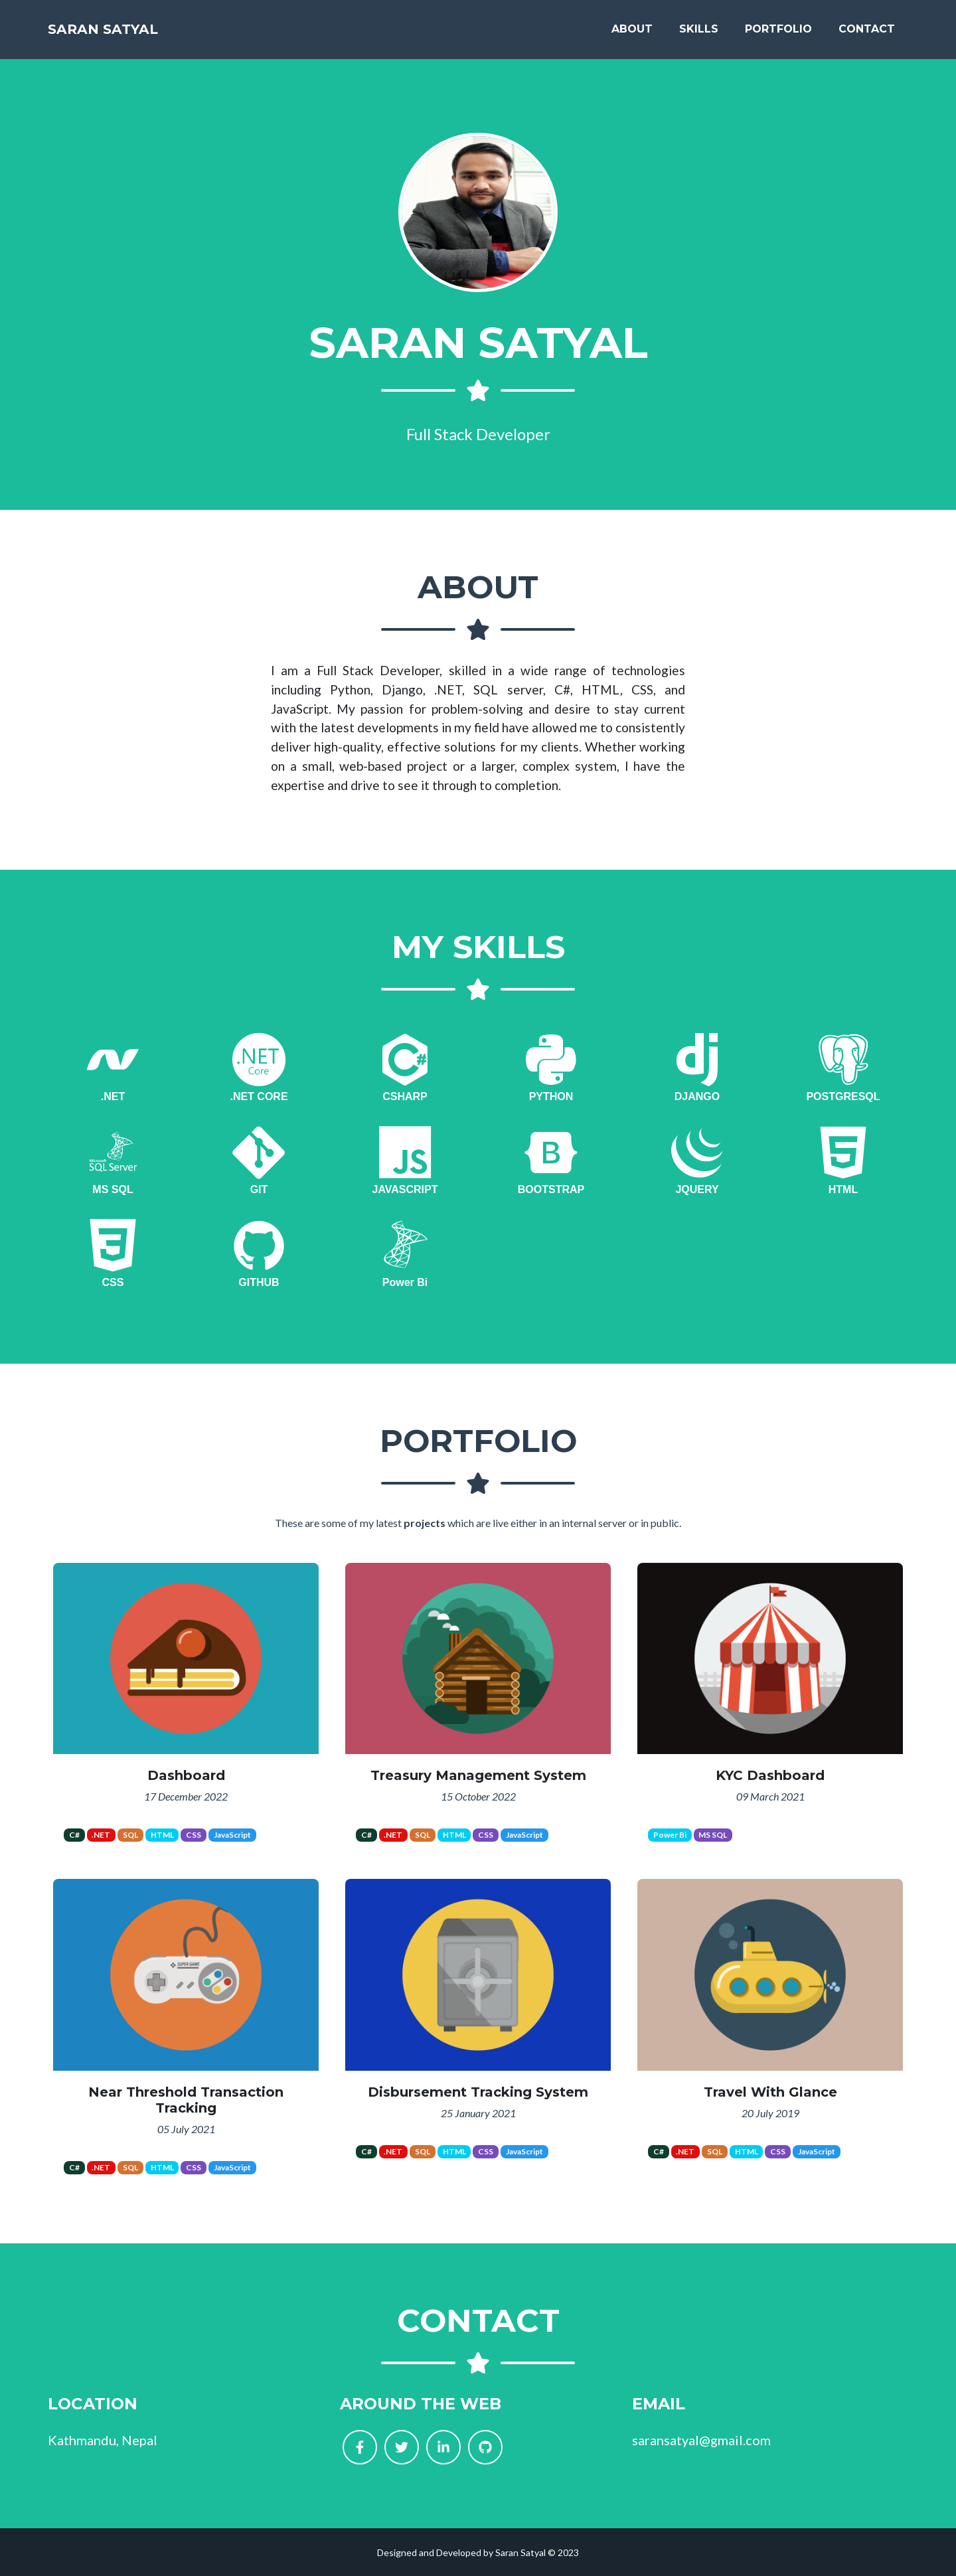 SARAN SATYAL
ABOUT SKILLS PORTFOLIO CONTACT
SARAN SATYAL
Full Stack Developer
ABOUT
I am a Full Stack Developer, skilled in a wide range of technologies
including Python, Django, .NET, SQL server, C#, HTML, CSS, and
JavaScript. My passion for problem-solving and desire to stay current
with the latest developments in my field have allowed me to consistently
deliver high-quality, effective solutions for my clients. Whether working
on a small, web-based project or a larger, complex system, I have the
expertise and drive to see it through to completion.
MY SKILLS
.NET
Core
C#
dj
.NET .NET CORE CSHARP PYTHON DJANGO POSTGRESQL
Microsoft
SQL Server
JS
B
5
MS SQL GIT JAVASCRIPT BOOTSTRAP JQUERY HTML
3
CSS GITHUB Power Bi
PORTFOLIO
These are some of my latest projects which are live either in an internal server or in public.
Dashboard
17 December 2022
C# .NET SQL HTML CSS JavaScript
Treasury Management System
15 October 2022
C# .NET SQL HTML CSS JavaScript
KYC Dashboard
09 March 2021
Power Bi MS SQL
SUPER GAME
Near Threshold Transaction
Tracking
05 July 2021
C# .NET SQL HTML CSS JavaScript
Disbursement Tracking System
25 January 2021
C# .NET SQL HTML CSS JavaScript
Travel With Glance
20 July 2019
C# .NET SQL HTML CSS JavaScript
CONTACT
LOCATION
Kathmandu, Nepal
AROUND THE WEB
f
in
EMAIL
saransatyal@gmail.com
Designed and Developed by Saran Satyal © 2023